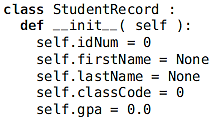 class StudentRecord :
  def __init__( self ):
    self.idNum = 0
    self.firstName = None
    self.lastName = None
    self.classCode = 0
    self.gpa = 0.0